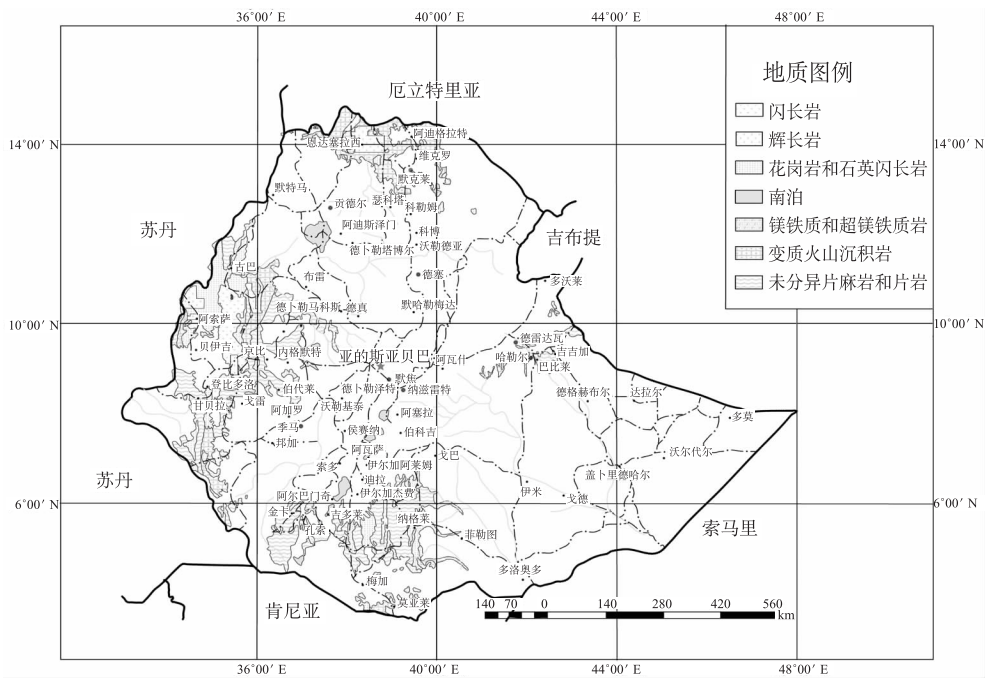 36°00′ E
40°00′ E
44°00′ E
48°00′ E
厄立特里亚
地质图例
闪长岩
辉长岩
花岗岩和石英闪长岩
南泊
镁铁质和超镁铁质岩
变质火山沉积岩
未分异片麻岩和片岩
14°00′ N
14°00′ N
恩达塞拉西
阿迪格拉特
维克罗
默克莱
默特马
贡德尔
瑟科塔
科勒姆
苏丹
阿迪斯泽门
科博
吉布提
德卜勒塔博尔
沃勒德亚
古巴
布雷
德塞
多沃莱
德卜勒马科斯
德真
默哈勒梅达
10°00′ N
10°00′ N
阿索萨
贝伊吉
京比
内格默特
亚的斯亚贝巴
阿瓦什
德雷达瓦
哈勒尔
吉吉加
巴比莱
登比多洛
伯代莱
德卜勒泽特
默焦
纳滋雷特
德格赫布尔
达拉尔
甘贝拉
戈雷
阿加罗
沃勒基泰
阿塞拉
多莫
季马
侯赛纳
伯科吉
邦加
阿瓦萨
戈巴
沃尔代尔
苏丹
索多
伊尔加阿莱姆
迪拉
盖卜里德哈尔
6°00′ N
6°00′ N
阿尔巴门奇
伊尔加杰费
伊米
戈德
金卡
吉多莱
纳格莱
孔索
菲勒图
索马里
多洛奥多
梅加
莫亚莱
肯尼亚
140 70 0 140 280 420 560
km
36°00′ E
40°00′ E
44°00′ E
48°00′ E